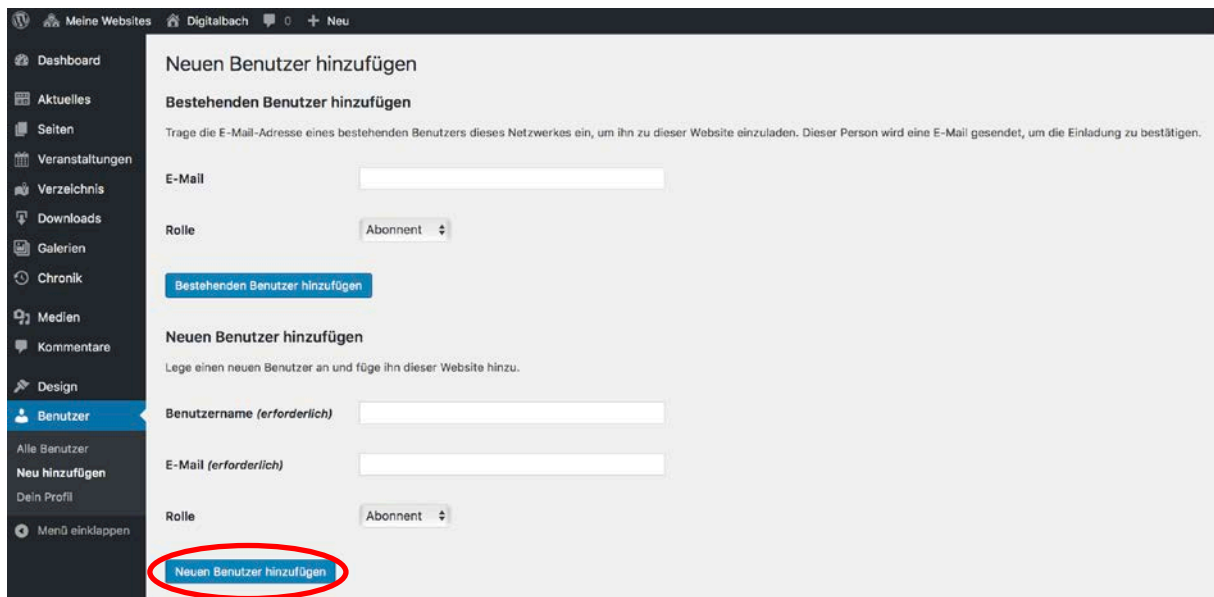 Meine Websites Digitalbach 0 + Neu
Dashboard
Aktuelles
Seiten
Veranstaltungen
Verzeichnis
Downloads
Galerien
Chronik
Medien
Kommentare
Design
Benutzer
Alle Benutzer
Neu hinzufügen
Dein Profil
Menü einklappen
Neuen Benutzer hinzufügen
Bestehenden Benutzer hinzufügen
Trage die E-Mail-Adresse eines bestehenden Benutzers dieses Netzwerkes ein, um ihn zu dieser Website einzuladen. Dieser Person wird eine E-Mail gesendet, um die Einladung zu bestätigen.
E-Mail
Rolle Abonnent
Bestehenden Benutzer hinzufügen
Neuen Benutzer hinzufügen
Lege einen neuen Benutzer an und füge ihn dieser Website hinzu.
Benutzername (erforderlich)
E-Mail (erforderlich)
Rolle Abonnent
Neuen Benutzer hinzufügen